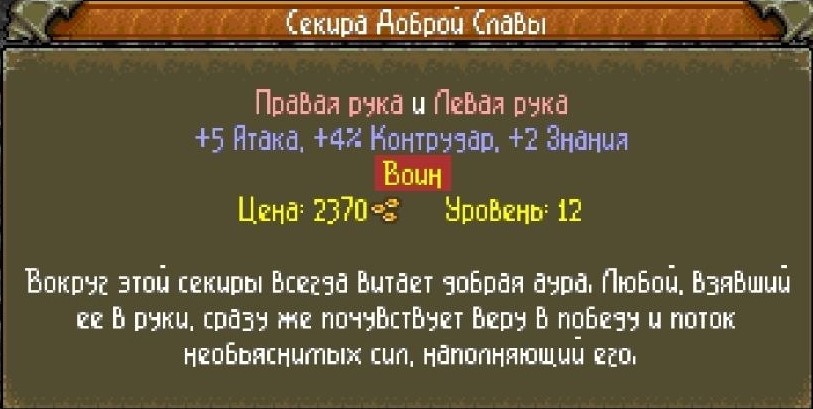 Секира Доброй Славы
Правая рука и Левая рука
+5 Атака, +4% Контрудар, +2 Знания
Воин
Цена: 2370 Уровень: 12
Вокруг этой секиры всегда витает добрая аура. Любой, взявший
ее в руки, сразу же почувствует веру в победу и поток
необъяснимых сил, наполняющий его.